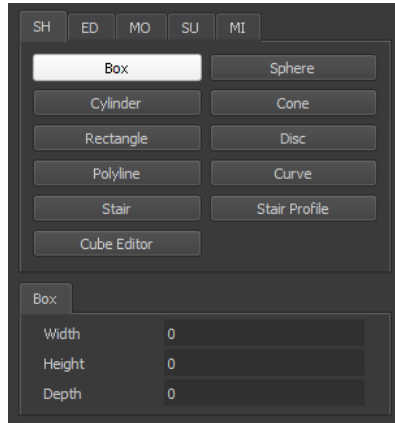 SH ED MO SU MI
Box Sphere
Cylinder Cone
Rectangle Disc
Polyline Curve
Stair Stair Profile
Cube Editor
Box
Width 0
Height 0
Depth 0